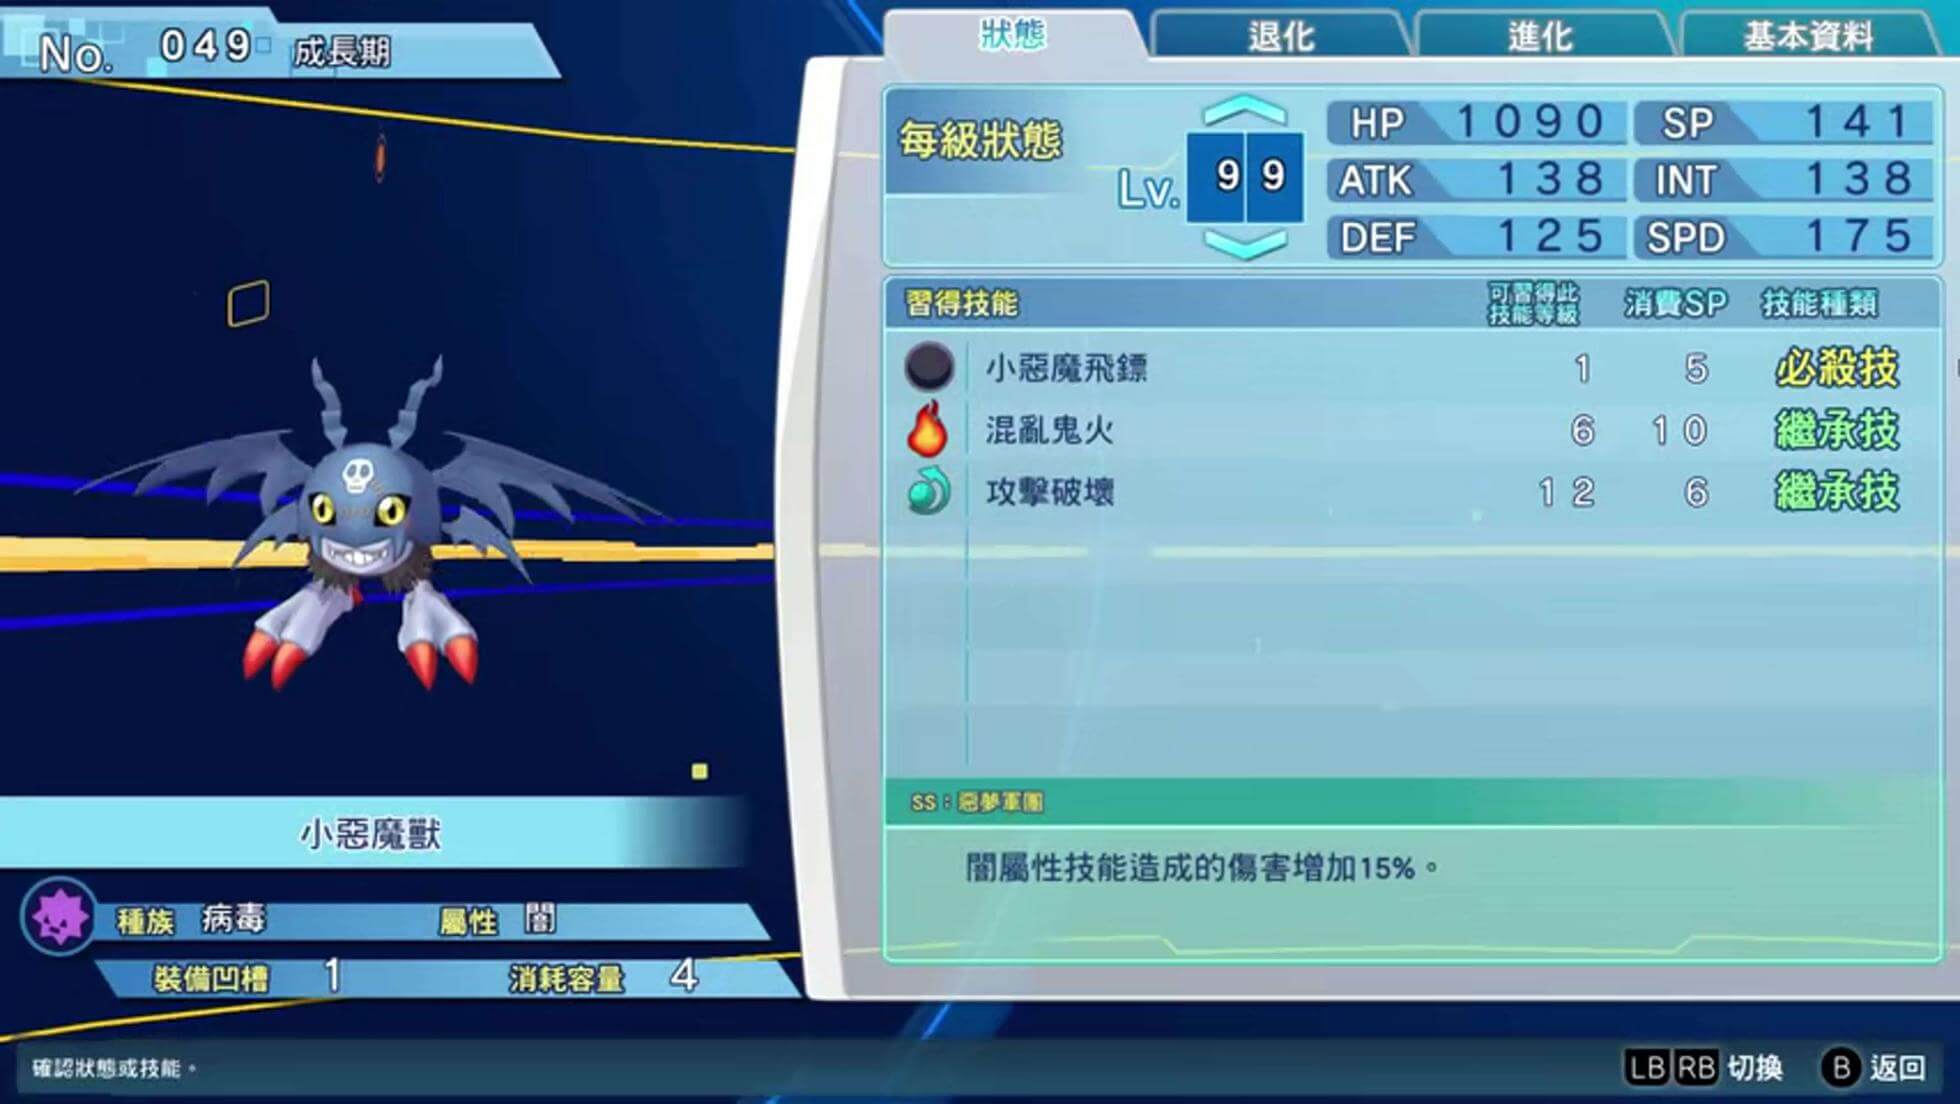 No. 049 成長期
小惡魔獸
種族 病毒 屬性 闇
裝備凹槽 1 消耗容量 4
狀態 退化 進化 基本資料
每級狀態
Lv. 99
HP 1090 SP 141
ATK 138 INT 138
DEF 125 SPD 175
習得技能 可習得此技能等級 消費SP 技能種類
小惡魔飛鏢 1 5 必殺技
混亂鬼火 6 10 繼承技
攻擊破壞 12 6 繼承技
SS：惡夢軍團
闇屬性技能造成的傷害增加15%。
確認狀態或技能。
LB RB 切換 B 返回